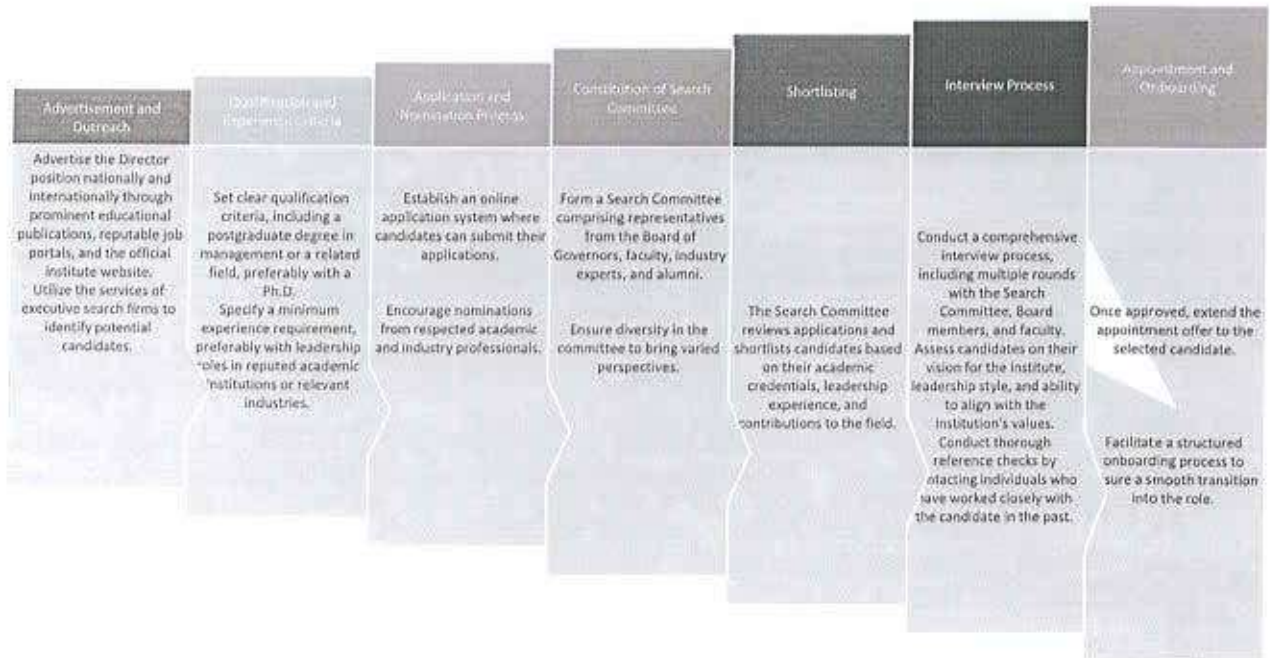 Advertisement and
Outreach
Advertise the Director
position nationally and
internationally through
prominent educational
publications, reputable job
portals, and the official
institute website.
Utilize the services of
executive search firms to
identify potential
candidates.
Qualification and
Experience Criteria
Set clear qualification
criteria, including a
postgraduate degree in
management or a related
field, preferably with a
Ph.D.
Specify a minimum
experience requirement,
preferably with leadership
roles in reputed academic
institutions or relevant
industries.
Application and
Nomination Process
Establish an online
application system where
candidates can submit their
applications.
Encourage nominations
from respected academic
and industry professionals.
Constitution of Search
Committee
Form a Search Committee
comprising representatives
from the Board of
Governors, faculty, industry
experts, and alumni.
Ensure diversity in the
committee to bring varied
perspectives.
Shortlisting
The Search Committee
reviews applications and
shortlists candidates based
on their academic
credentials, leadership
experience, and
contributions to the field.
Interview Process
Conduct a comprehensive
interview process,
including multiple rounds
with the Search
Committee, Board
members, and faculty.
Assess candidates on their
vision for the institute,
leadership style, and ability
to align with the
institution's values.
Conduct thorough
reference checks by
ntacting individuals who
have worked closely with
the candidate in the past.
Appointment and
Onboarding
Once approved, extend the
appointment offer to the
selected candidate.
Facilitate a structured
onboarding process to
sure a smooth transition
into the role.